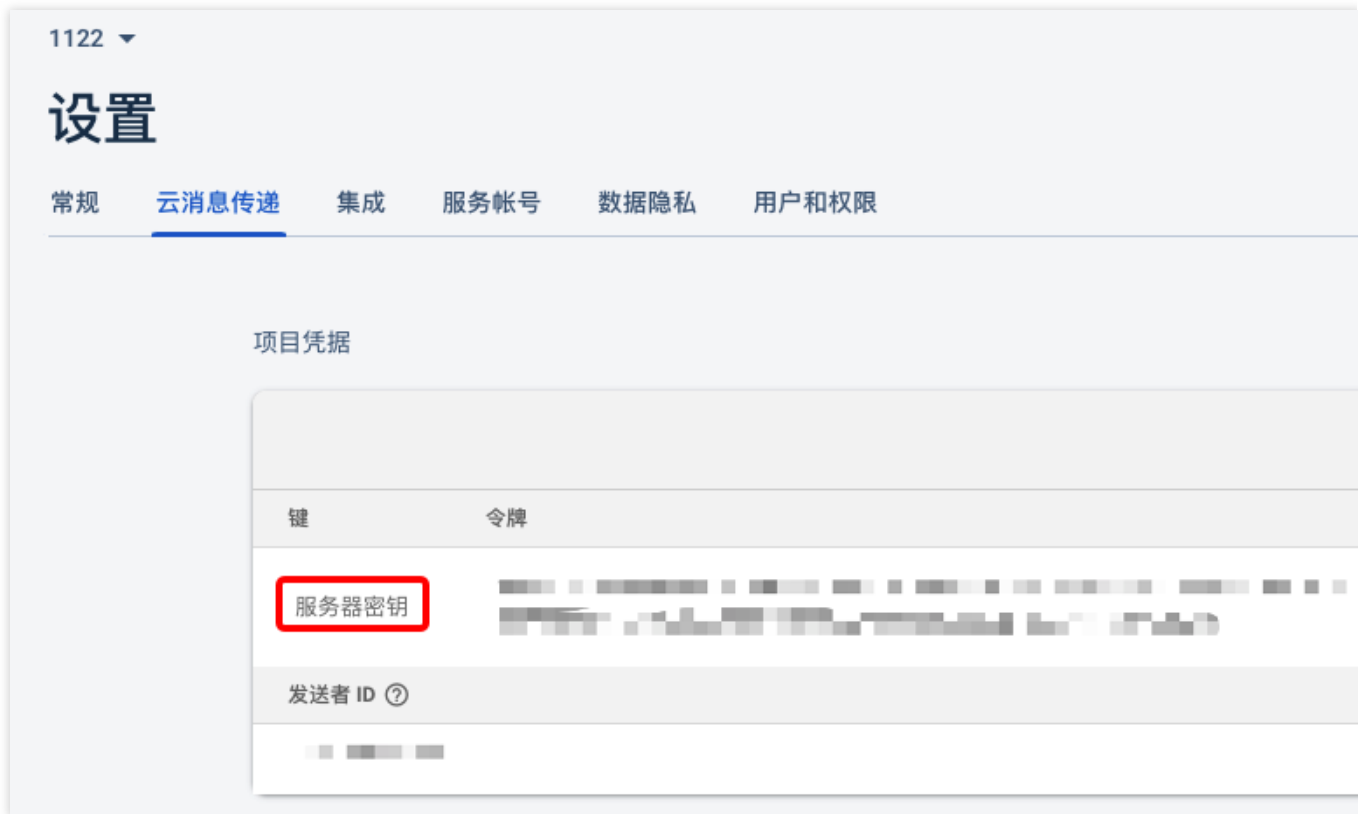 1122
设置
常规 云消息传递 集成 服务帐号 数据隐私 用户和权限
项目凭据
键 令牌
服务器密钥
发送者 ID